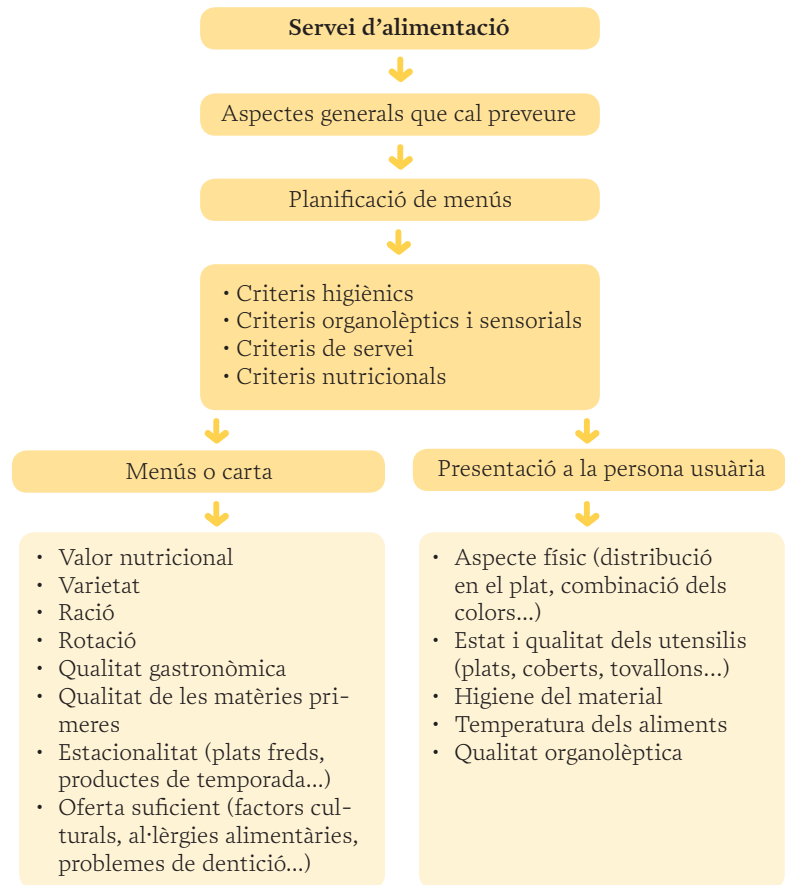 Servei d’alimentació
Aspectes generals que cal preveure
Planificació de menús
• Criteris higiènics
• Criteris organolèptics i sensorials
• Criteris de servei
• Criteris nutricionals
Menús o carta
• Valor nutricional
• Varietat
• Ració
• Rotació
• Qualitat gastronòmica
• Qualitat de les matèries pri-
meres
• Estacionalitat (plats freds,
productes de temporada...)
• Oferta suficient (factors cul-
turals, al·lèrgies alimentàries,
problemes de dentició...)
Presentació a la persona usuària
• Aspecte físic (distribució
en el plat, combinació dels
colors...)
• Estat i qualitat dels utensilis
(plats, coberts, tovallons...)
• Higiene del material
• Temperatura dels aliments
• Qualitat organolèptica